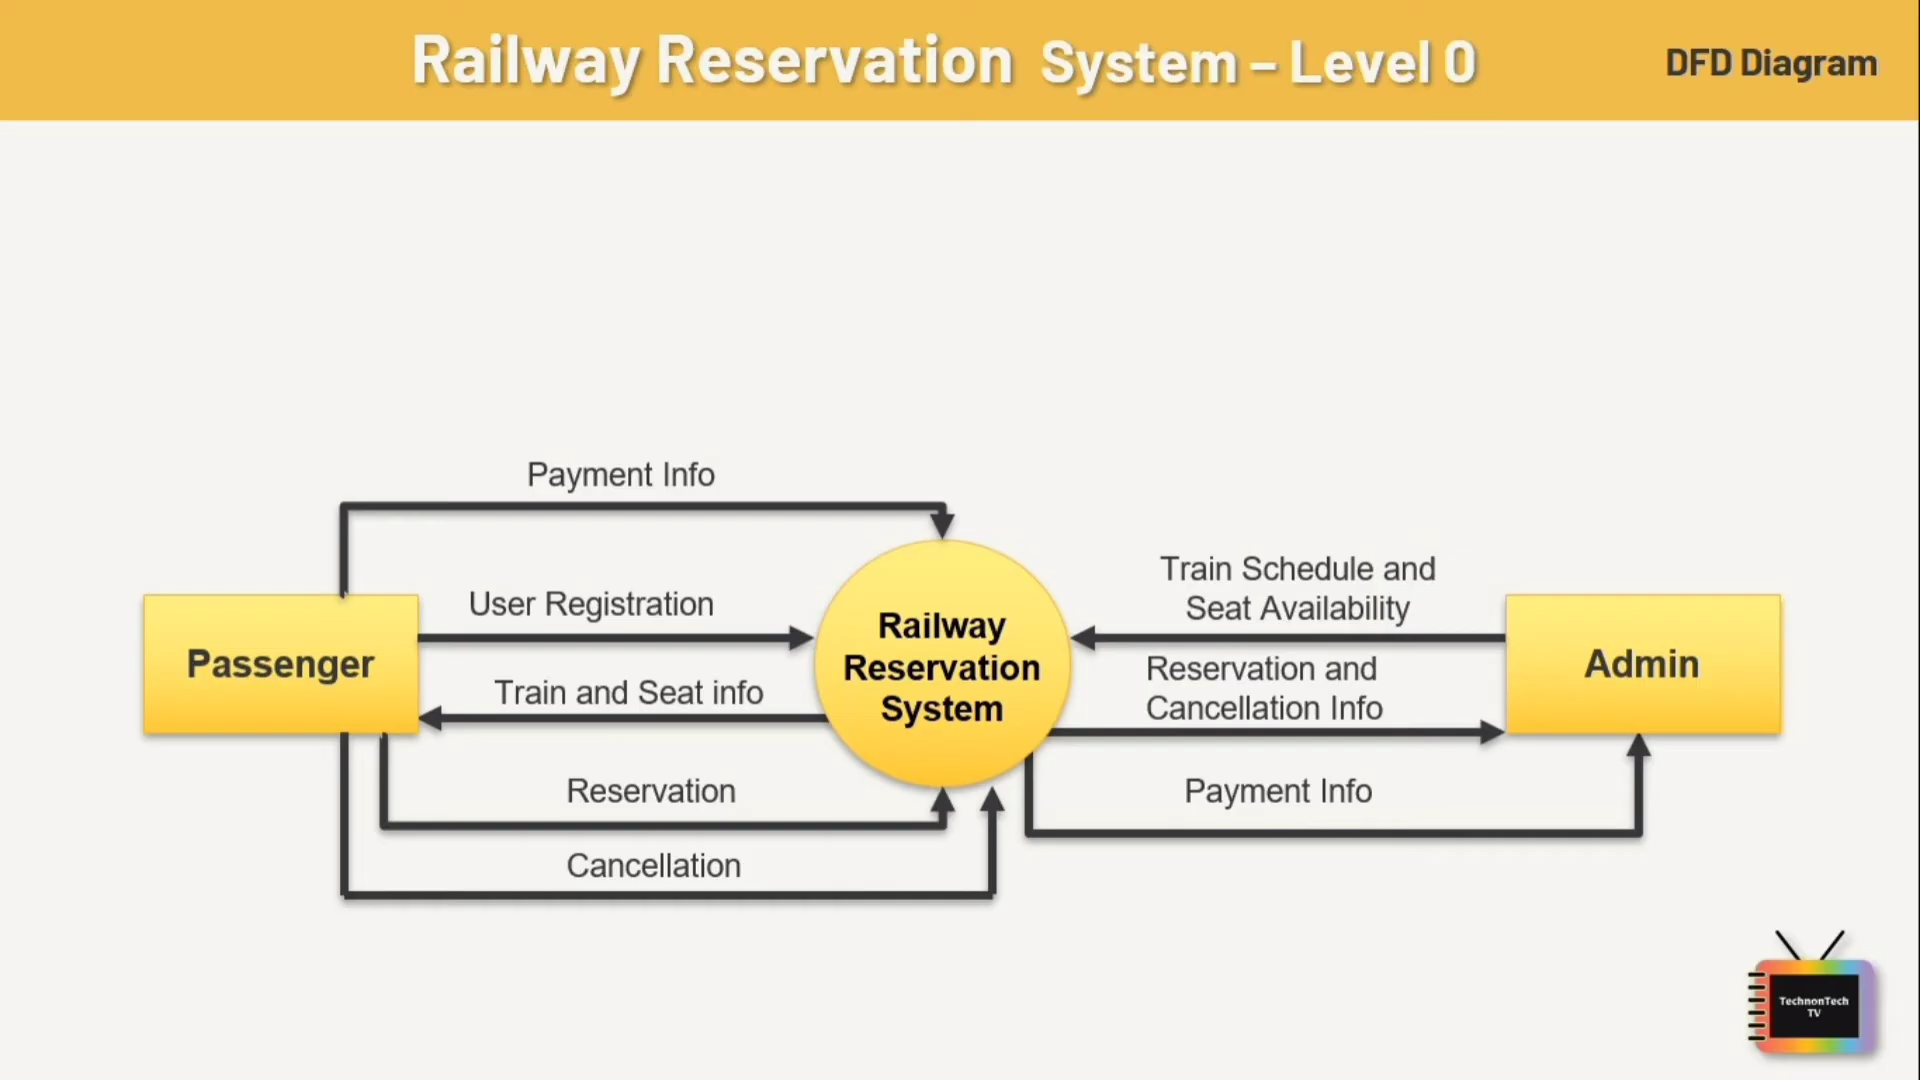 Railway Reservation System – Level 0
DFD Diagram
Payment Info
User Registration
Train Schedule and
Seat Availability
Passenger
Railway
Reservation
System
Admin
Train and Seat info
Reservation and
Cancellation Info
Reservation
Payment Info
Cancellation
TechnonTech
TV